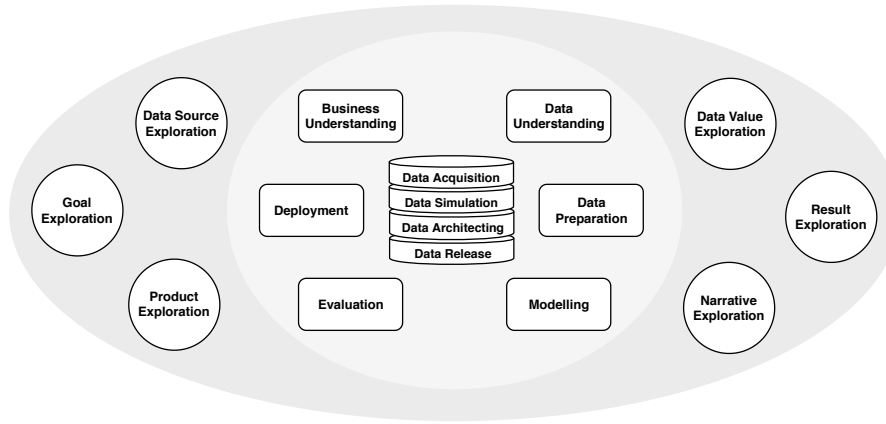 Data Source
Exploration
Goal
Exploration
Product
Exploration
Business
Understanding
Data
Understanding
Deployment
Data Acquisition
Data Simulation
Data Architecting
Data Release
Data
Preparation
Evaluation
Modelling
Data Value
Exploration
Result
Exploration
Narrative
Exploration